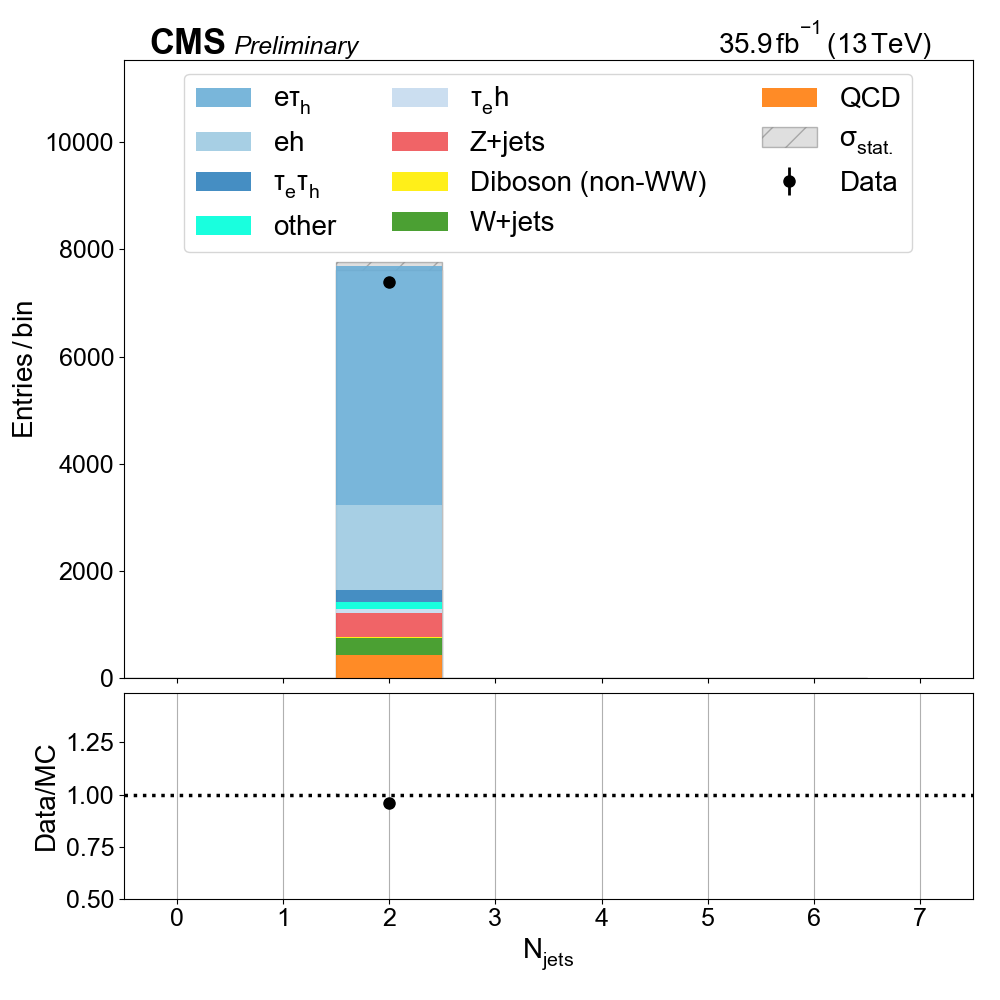 CMS Preliminary 35.9 fb⁻¹ (13 TeV)
eτh τeh QCD
eh Z+jets σstat.
τeτh Diboson (non-WW) Data
other W+jets
10000
8000
6000
4000
2000
0
Entries / bin
1.25
1.00
0.75
0.50
Data/MC
0 1 2 3 4 5 6 7
Njets